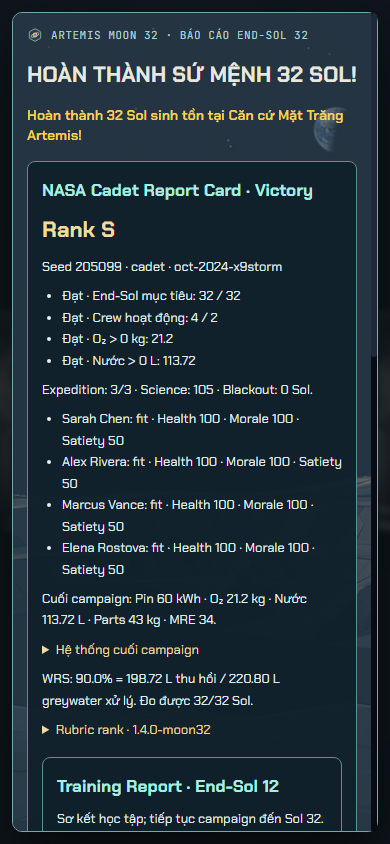 ARTEMIS MOON 32 · BÁO CÁO END-SOL 32
HOÀN THÀNH SỨ MỆNH 32 SOL!
Hoàn thành 32 Sol sinh tồn tại Căn cứ Mặt Trăng
Artemis!
NASA Cadet Report Card · Victory
Rank S
Seed 205099 · cadet · oct-2024-x9storm
• Đạt · End-Sol mục tiêu: 32 / 32
• Đạt · Crew hoạt động: 4 / 2
• Đạt · O₂ > 0 kg: 21.2
• Đạt · Nước > 0 L: 113.72
Expedition: 3/3 · Science: 105 · Blackout: 0 Sol.
• Sarah Chen: fit · Health 100 · Morale 100 ·
Satiety 50
• Alex Rivera: fit · Health 100 · Morale 100 · Satiety
50
• Marcus Vance: fit · Health 100 · Morale 100 ·
Satiety 50
• Elena Rostova: fit · Health 100 · Morale 100 ·
Satiety 50
Cuối campaign: Pin 60 kWh · O₂ 21.2 kg · Nước
113.72 L · Parts 43 kg · MRE 34.
▶ Hệ thống cuối campaign
WRS: 90.0% = 198.72 L thu hồi / 220.80 L
greywater xử lý. Đo được 32/32 Sol.
▶ Rubric rank · 1.4.0-moon32
Training Report · End-Sol 12
Sơ kết học tập; tiếp tục campaign đến Sol 32.